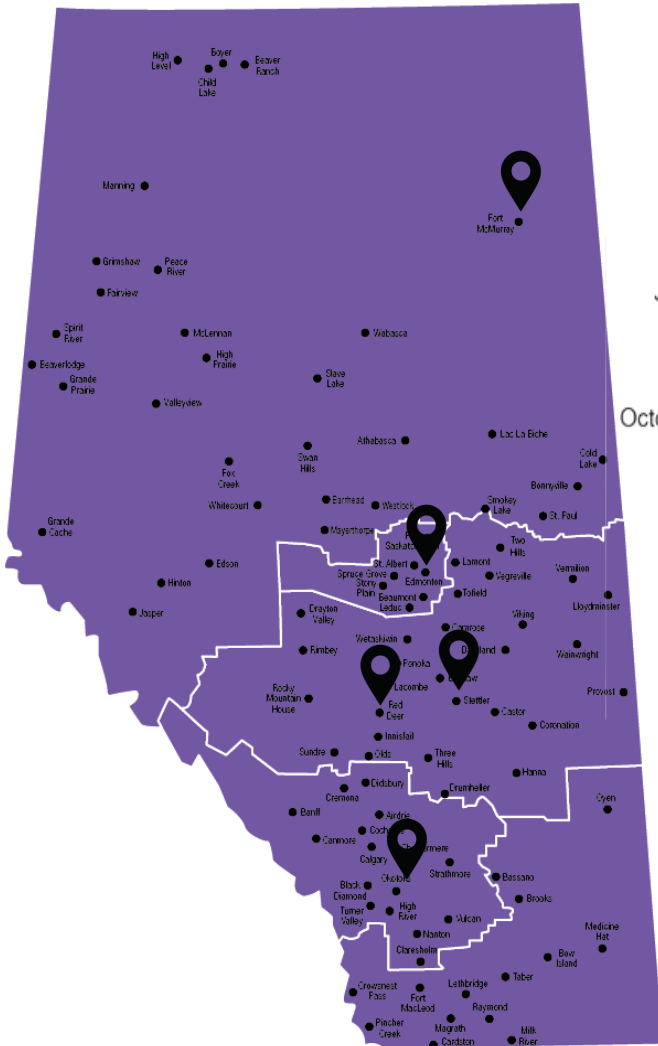 High
Level
Boyer
Child
Lake
Beaver
Ranch
Manning
Fort
McMurray
Grimshaw
Peace
River
Fairview
Spirit
River
McLennan
Wabasca
High
Prairie
Beaverlodge
Grande
Prairie
Slave
Lake
Valleyview
Octo
Athabasca
Lac La Biche
Swan
Hills
Fox
Creek
Cold
Lake
Bonnyville
Whitecourt
Barrhead
Westlock
Smokey
Lake
St. Paul
Grande
Cache
Mayerthorpe
Two
Hills
Edson
St. Albert
Edmonton
Lamont
Spruce Grove
Stony
Plain
Vegreville
Vermilion
Hinton
Beaumont
Leduc
Tofield
Lloydminster
Jasper
Drayton
Valley
Viking
Camrose
Wetaskiwin
Rimbey
Ponoka
Wainwright
Rocky
Mountain
House
Lacombe
Red
Deer
Stettler
Castor
Provost
Coronation
Innisfail
Sundre
Olds
Three
Hills
Hanna
Didsbury
Cremona
Drumheller
Oyen
Banff
Airdrie
Canmore
Calgary
Strathmore
Bassano
Okotoks
Black
Diamond
Brooks
Turner
Valley
High
River
Vulcan
Nanton
Medicine
Hat
Claresholm
Bow
Island
Taber
Crowsnest
Pass
Fort
MacLeod
Lethbridge
Raymond
Pincher
Creek
Magrath
Milk
River
Cardston